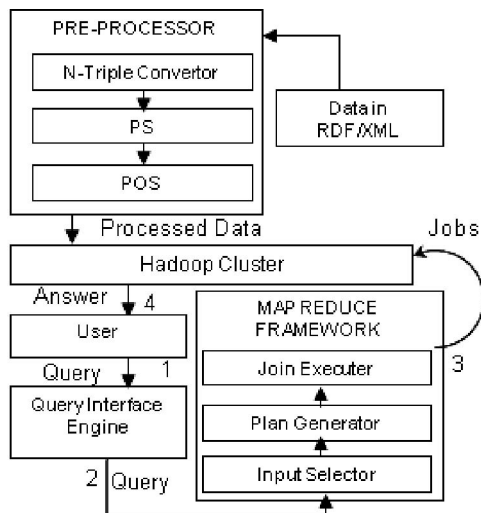 PRE-PROCESSOR
N-Triple Convertor
PS
POS
Data in
RDF/XML
Processed Data
Jobs
Hadoop Cluster
Answer
4
User
MAP REDUCE
FRAMEWORK
3
Join Executer
Query
1
Query Interface
Engine
Plan Generator
Input Selector
2
Query